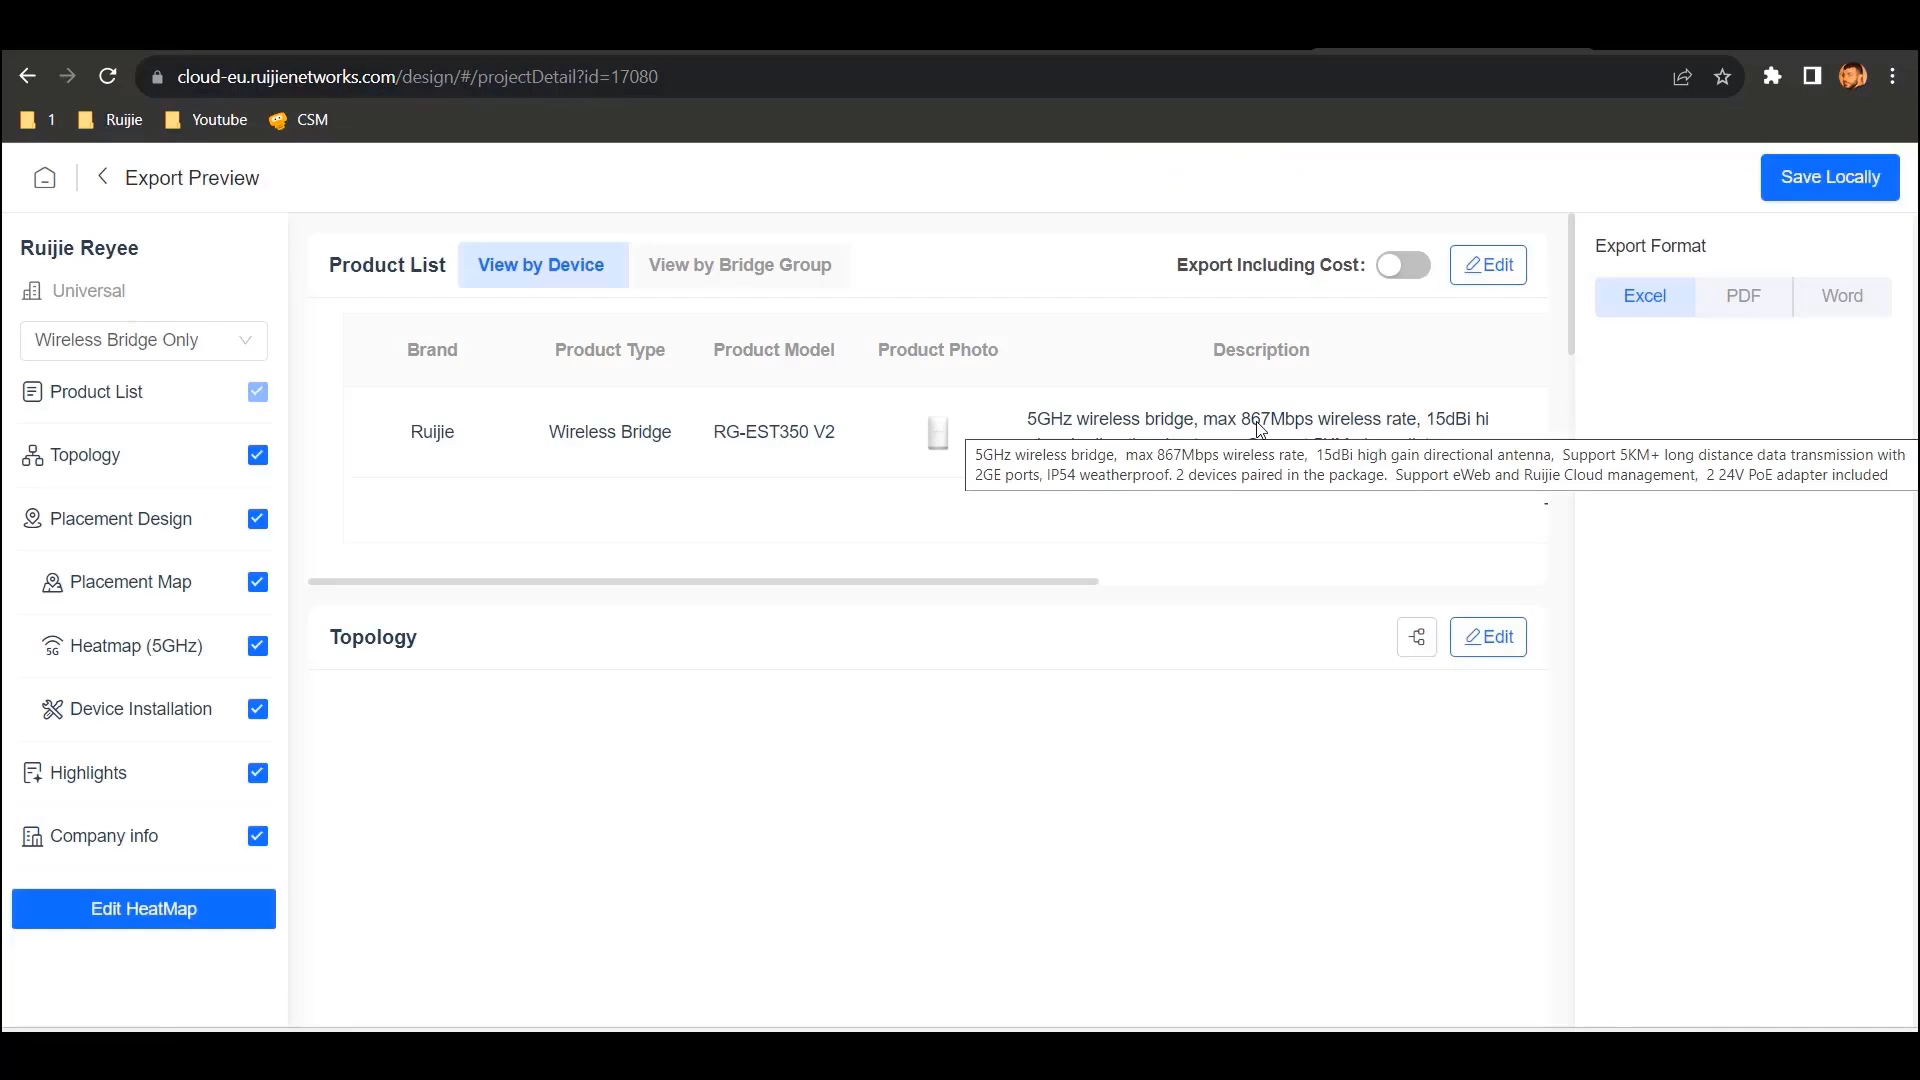 cloud-eu.ruijienetworks.com/design/#/projectDetail?id=17080
1 Ruijie Youtube CSM
Export Preview
Save Locally
Ruijie Reyee
Universal
Wireless Bridge Only
Product List
Topology
Placement Design
Placement Map
Heatmap (5GHz)
5G
Device Installation
Highlights
Company info
Edit HeatMap
Product List View by Device View by Bridge Group Export Including Cost: Edit
Brand Product Type Product Model Product Photo Description
Ruijie Wireless Bridge RG-EST350 V2 5GHz wireless bridge, max 867Mbps wireless rate, 15dBi hi
5GHz wireless bridge, max 867Mbps wireless rate, 15dBi high gain directional antenna, Support 5KM+ long distance data transmission with
2GE ports, IP54 weatherproof. 2 devices paired in the package. Support eWeb and Ruijie Cloud management, 2 24V PoE adapter included
-
Topology Edit
Export Format
Excel PDF Word